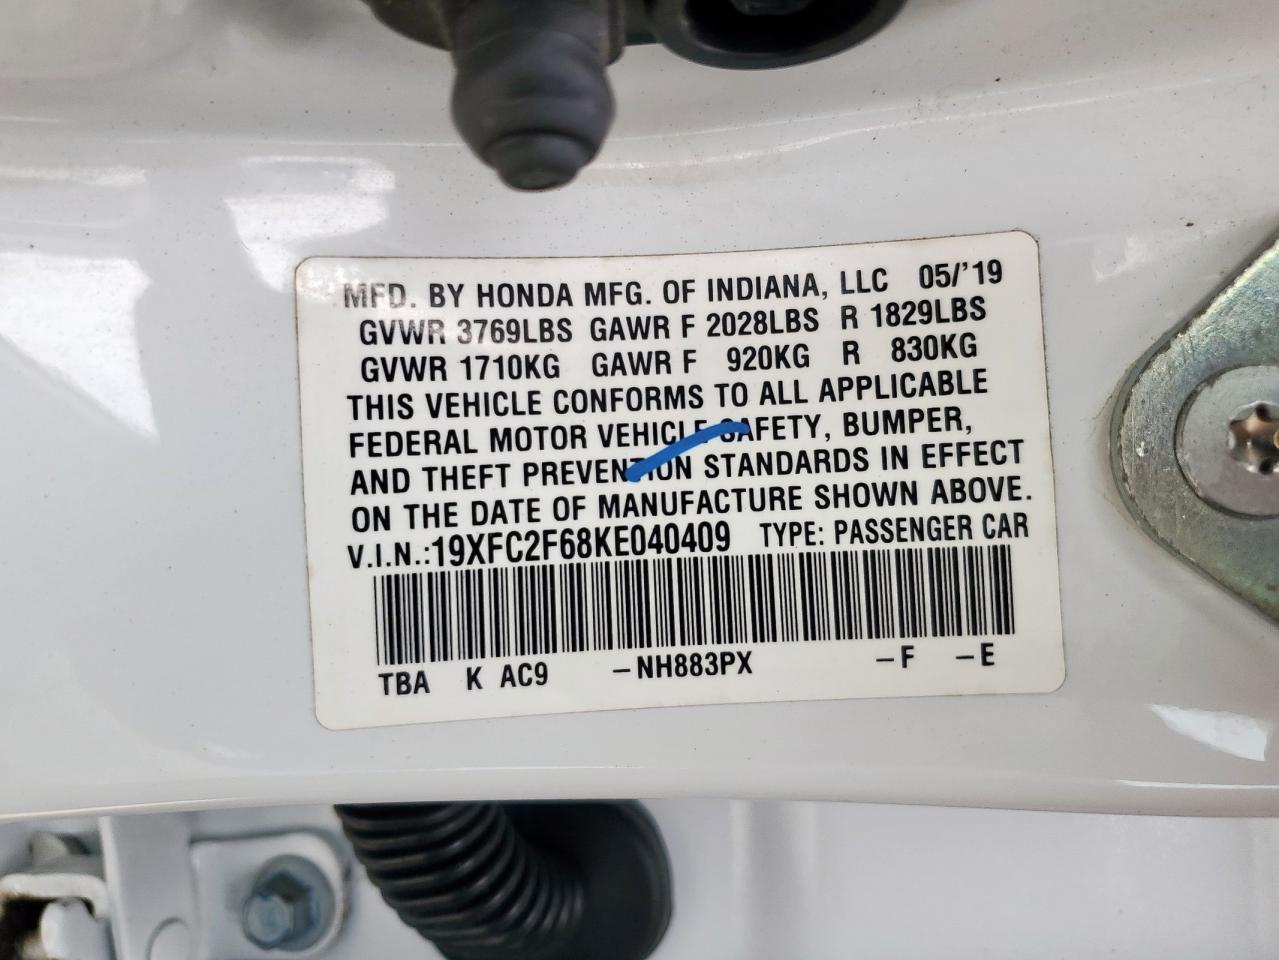 MFD. BY HONDA MFG. OF INDIANA, LLC 05/'19
GVWR 3769LBS GAWR F 2028LBS R 1829LBS
GVWR 1710KG GAWR F 920KG R 830KG
THIS VEHICLE CONFORMS TO ALL APPLICABLE
FEDERAL MOTOR VEHICLE SAFETY, BUMPER,
AND THEFT PREVENTION STANDARDS IN EFFECT
ON THE DATE OF MANUFACTURE SHOWN ABOVE.
V.I.N.:19XFC2F68KE040409 TYPE: PASSENGER CAR
TBA K AC9 –NH883PX –F –E